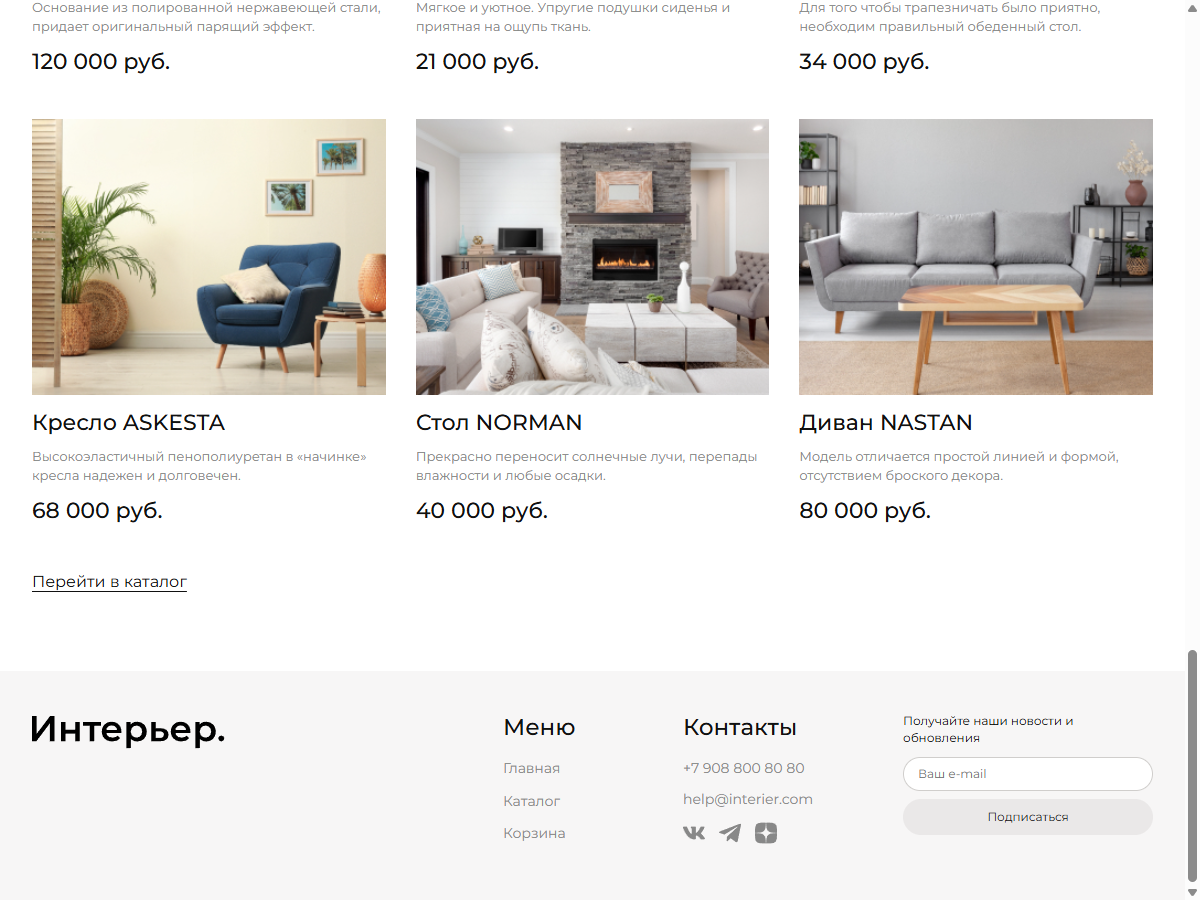 Основание из полированной нержавеющей стали,
придает оригинальный парящий эффект.
120 000 руб.
Мягкое и уютное. Упругие подушки сиденья и
приятная на ощупь ткань.
21 000 руб.
Для того чтобы трапезничать было приятно,
необходим правильный обеденный стол.
34 000 руб.
Кресло ASKESTA
Высокоэластичный пенополиуретан в «начинке»
кресла надежен и долговечен.
68 000 руб.
Стол NORMAN
Прекрасно переносит солнечные лучи, перепады
влажности и любые осадки.
40 000 руб.
Диван NASTAN
Модель отличается простой линией и формой,
отсутствием броского декора.
80 000 руб.
Перейти в каталог
Интерьер.
Меню
Главная
Каталог
Корзина
Контакты
+7 908 800 80 80
help@interier.com
Получайте наши новости и
обновления
Ваш e-mail
Подписаться